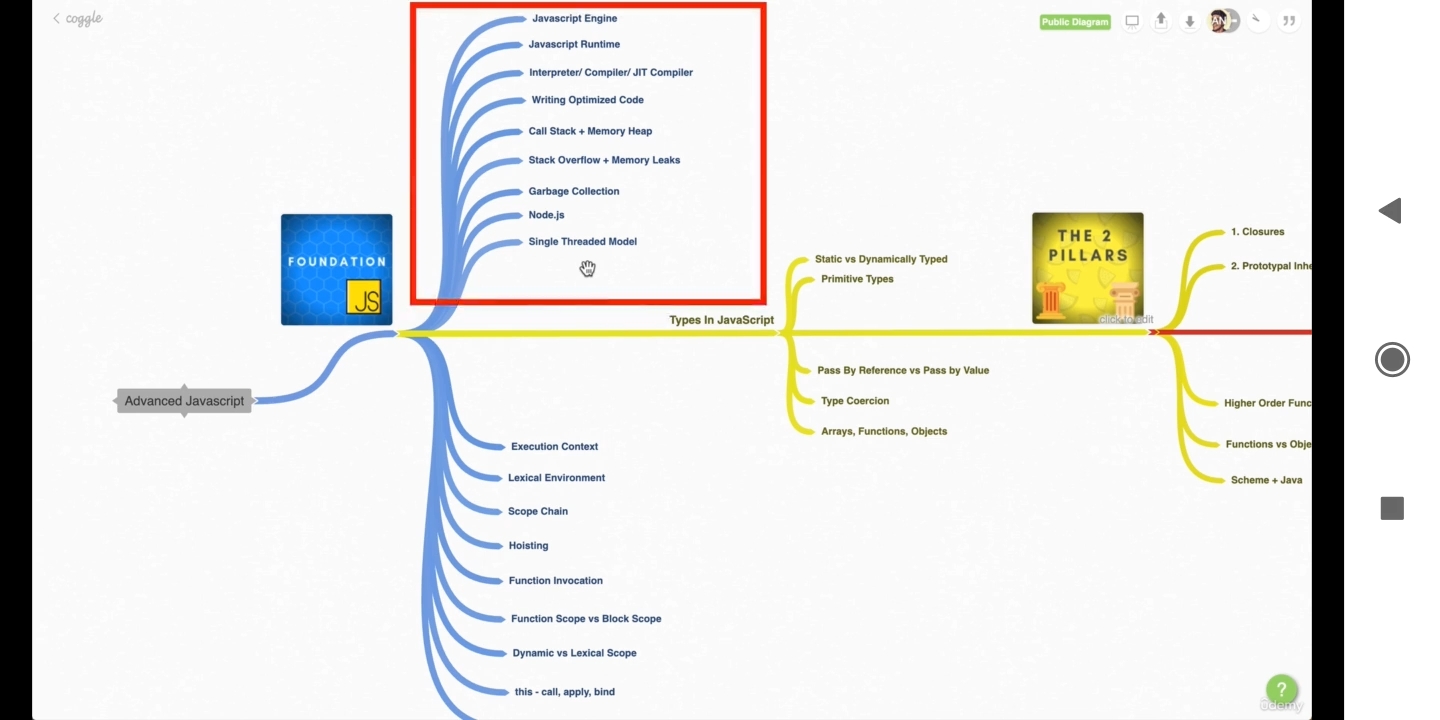 coggle
Public Diagram
AN
Javascript Engine
Javascript Runtime
Interpreter/ Compiler/ JIT Compiler
Writing Optimized Code
Call Stack + Memory Heap
Stack Overflow + Memory Leaks
Garbage Collection
Node.js
Single Threaded Model
FOUNDATION
JS
Types In JavaScript
Static vs Dynamically Typed
Primitive Types
Pass By Reference vs Pass by Value
Type Coercion
Arrays, Functions, Objects
THE 2
PILLARS
click to edit
1. Closures
2. Prototypal Inhe
Higher Order Func
Functions vs Obje
Scheme + Java
Advanced Javascript
Execution Context
Lexical Environment
Scope Chain
Hoisting
Function Invocation
Function Scope vs Block Scope
Dynamic vs Lexical Scope
this - call, apply, bind
?
ûdemy